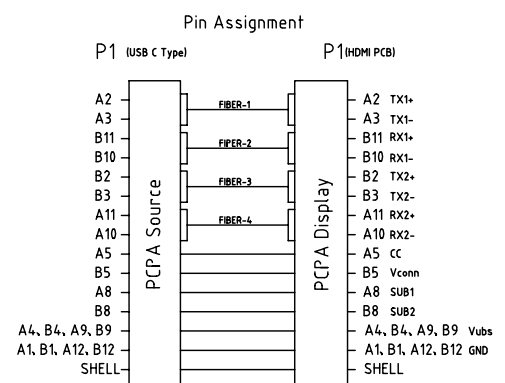 Pin Assignment
P1 (USB C Type) P1(HDMI PCB)
A2 FIBER-1 A2 TX1+
A3 A3 TX1-
B11 FIPER-2 B11 RX1+
B10 B10 RX1-
B2 FIBER-3 B2 TX2+
B3 B3 TX2-
A11 FIBER-4 A11 RX2+
A10 A10 RX2-
A5 A5 CC
B5 B5 Vconn
A8 A8 SUB1
B8 B8 SUB2
A4、B4、A9、B9 A4、B4、A9、B9 Vubs
A1、B1、A12、B12 A1、B1、A12、B12 GND
SHELL SHELL
PCPA Source
PCPA Display